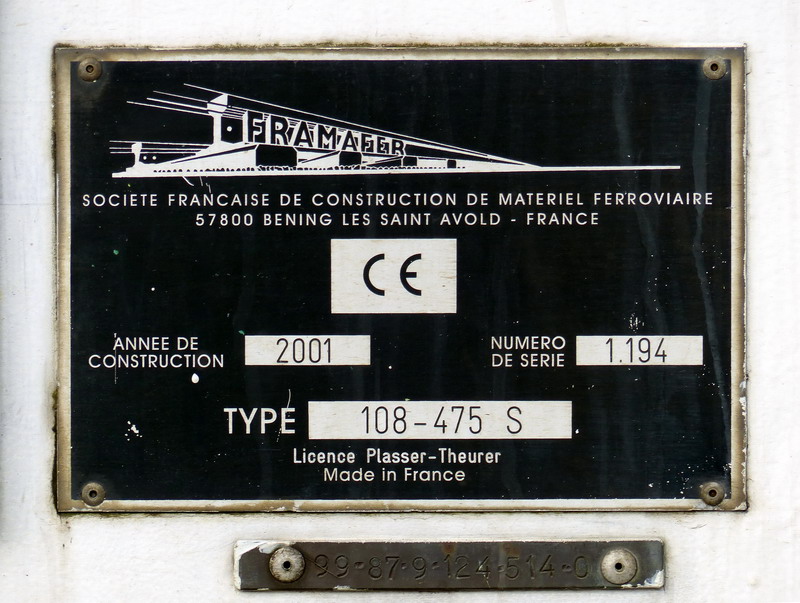 FRAMAFER
SOCIETE FRANCAISE DE CONSTRUCTION DE MATERIEL FERROVIAIRE
57800 BENING LES SAINT AVOLD - FRANCE
CE
ANNEE DE CONSTRUCTION 2001
NUMERO DE SERIE 1.194
TYPE 108-475 S
Licence Plasser-Theurer
Made in France
99-87-9-124-514-0